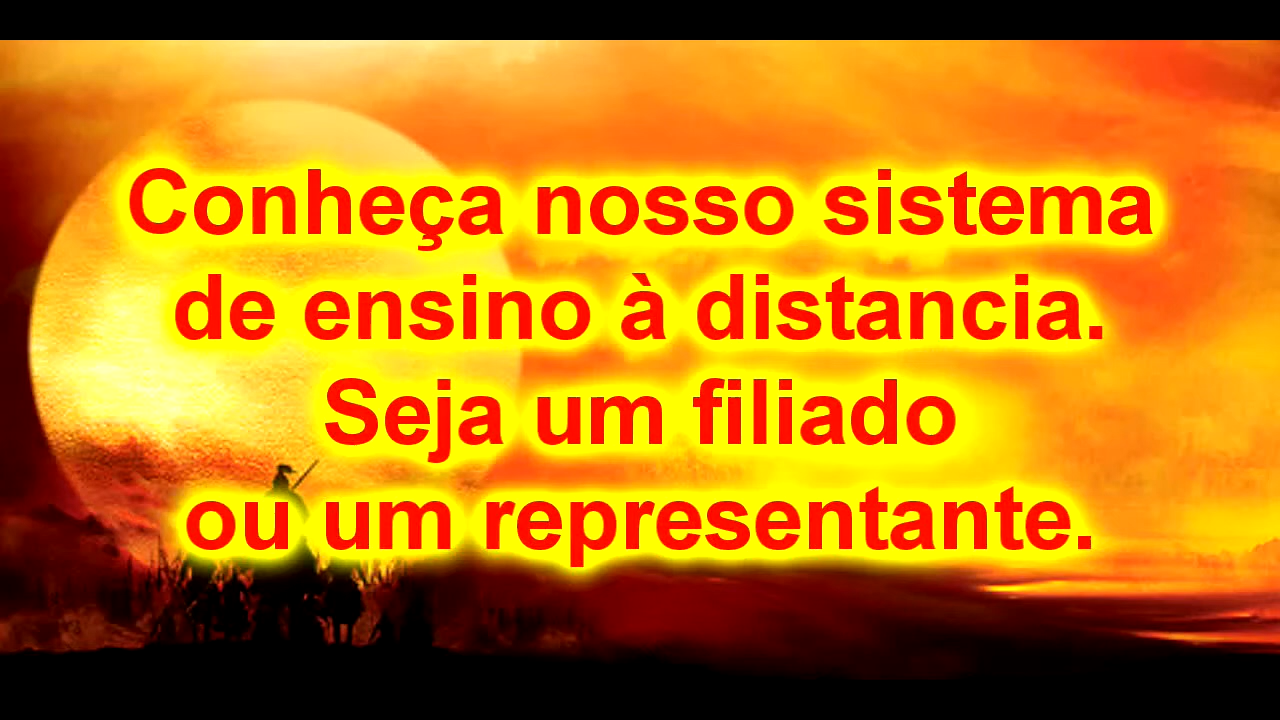 Conheça nosso sistema
de ensino à distancia.
Seja um filiado
ou um representante.